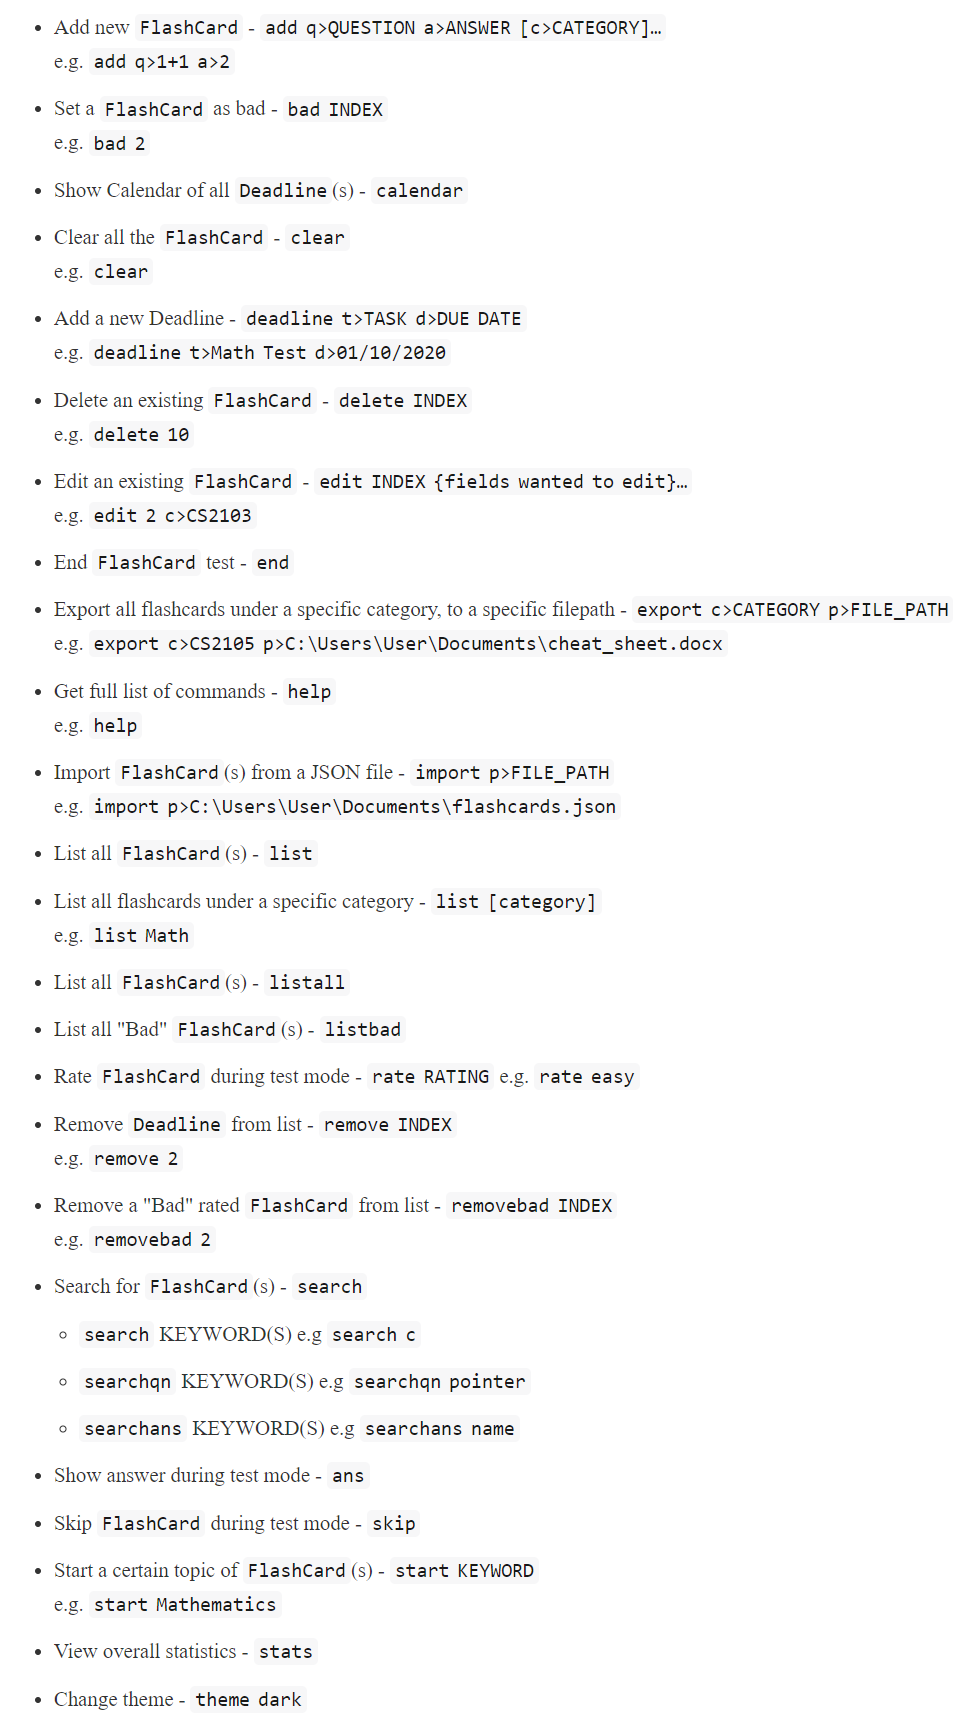 Add new FlashCard - add q>QUESTION a>ANSWER [c>CATEGORY]…
e.g. add q>1+1 a>2
Set a FlashCard as bad - bad INDEX
e.g. bad 2
Show Calendar of all Deadline(s) - calendar
Clear all the FlashCard - clear
e.g. clear
Add a new Deadline - deadline t>TASK d>DUE DATE
e.g. deadline t>Math Test d>01/10/2020
Delete an existing FlashCard - delete INDEX
e.g. delete 10
Edit an existing FlashCard - edit INDEX {fields wanted to edit}…
e.g. edit 2 c>CS2103
End FlashCard test - end
Export all flashcards under a specific category, to a specific filepath - export c>CATEGORY p>FILE_PATH
e.g. export c>CS2105 p>C:\Users\User\Documents\cheat_sheet.docx
Get full list of commands - help
e.g. help
Import FlashCard(s) from a JSON file - import p>FILE_PATH
e.g. import p>C:\Users\User\Documents\flashcards.json
List all FlashCard(s) - list
List all flashcards under a specific category - list [category]
e.g. list Math
List all FlashCard(s) - listall
List all "Bad" FlashCard(s) - listbad
Rate FlashCard during test mode - rate RATING e.g. rate easy
Remove Deadline from list - remove INDEX
e.g. remove 2
Remove a "Bad" rated FlashCard from list - removebad INDEX
e.g. removebad 2
Search for FlashCard(s) - search
search KEYWORD(S) e.g search c
searchqn KEYWORD(S) e.g searchqn pointer
searchans KEYWORD(S) e.g searchans name
Show answer during test mode - ans
Skip FlashCard during test mode - skip
Start a certain topic of FlashCard(s) - start KEYWORD
e.g. start Mathematics
View overall statistics - stats
Change theme - theme dark